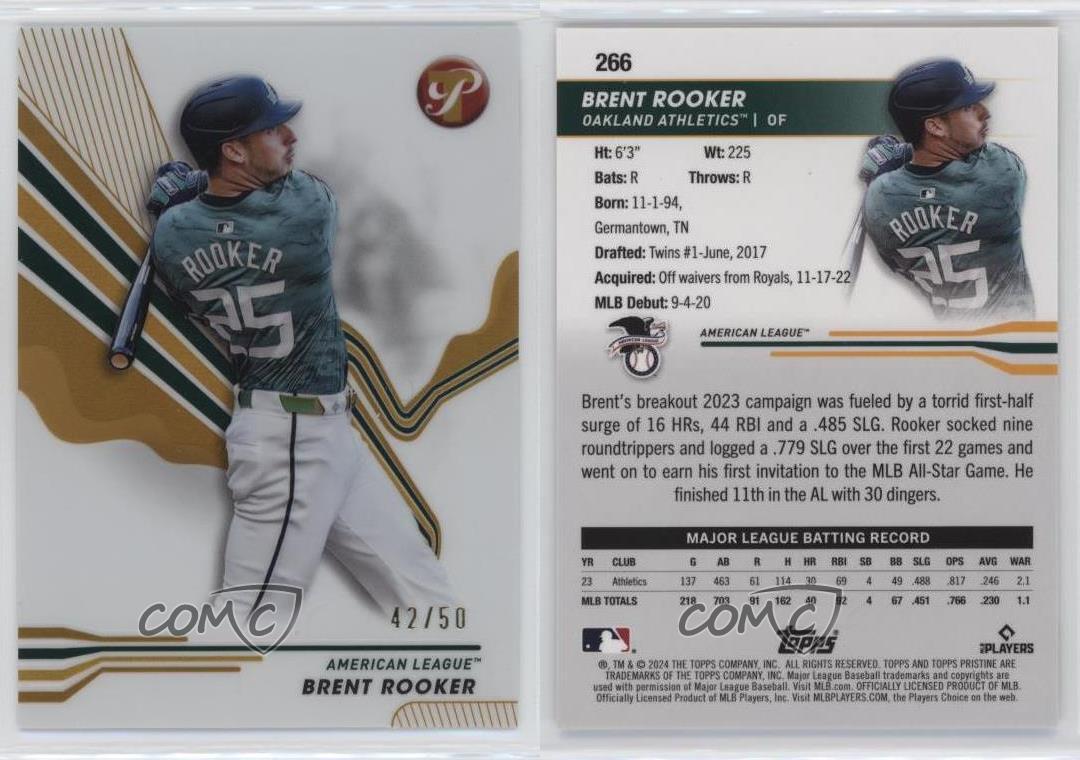 P
ROOKER
25
COMC
42/50
AMERICAN LEAGUE™
BRENT ROOKER
266
BRENT ROOKER
OAKLAND ATHLETICS™ | OF
Ht: 6'3" Wt: 225
Bats: R Throws: R
Born: 11-1-94,
Germantown, TN
Drafted: Twins #1-June, 2017
Acquired: Off waivers from Royals, 11-17-22
MLB Debut: 9-4-20
ROOKER
25
AMERICAN LEAGUE
AMERICAN LEAGUE™
Brent's breakout 2023 campaign was fueled by a torrid first-half
surge of 16 HRs, 44 RBI and a .485 SLG. Rooker socked nine
roundtrippers and logged a .779 SLG over the first 22 games and
went on to earn his first invitation to the MLB All-Star Game. He
finished 11th in the AL with 30 dingers.
MAJOR LEAGUE BATTING RECORD
YR CLUB G AB R H HR RBI SB BB SLG OPS AVG WAR
23 Athletics 137 463 61 114 30 69 4 49 .488 .817 .246 2.1
MLB TOTALS 218 703 91 162 40 92 4 67 .451 .766 .230 1.1
COMC
TOPPS
MLB PLAYERS
®, TM & © 2024 THE TOPPS COMPANY, INC. ALL RIGHTS RESERVED. TOPPS AND TOPPS PRISTINE ARE
TRADEMARKS OF THE TOPPS COMPANY, INC. Major League Baseball trademarks and copyrights are
used with permission of Major League Baseball. Visit MLB.com. OFFICIALLY LICENSED PRODUCT OF MLB.
Officially Licensed Product of MLB Players, Inc. Visit MLBPLAYERS.COM, the Players Choice on the web.